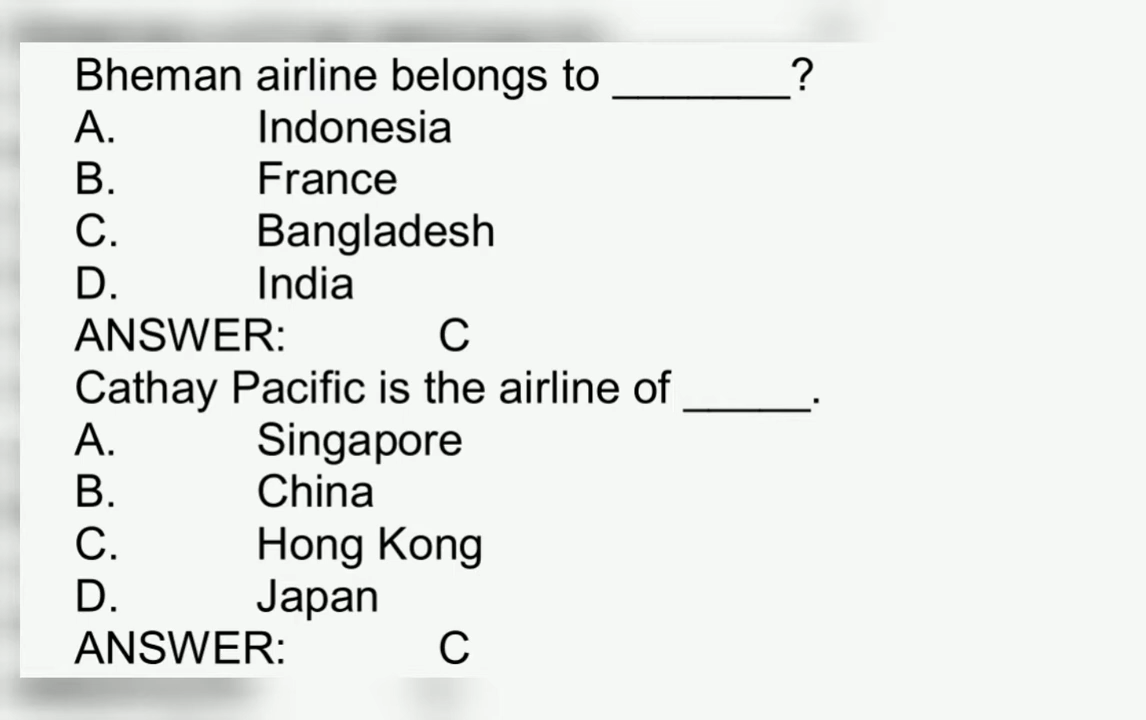 Bheman airline belongs to _______?
A. Indonesia
B. France
C. Bangladesh
D. India
ANSWER: C
Cathay Pacific is the airline of _____.
A. Singapore
B. China
C. Hong Kong
D. Japan
ANSWER: C